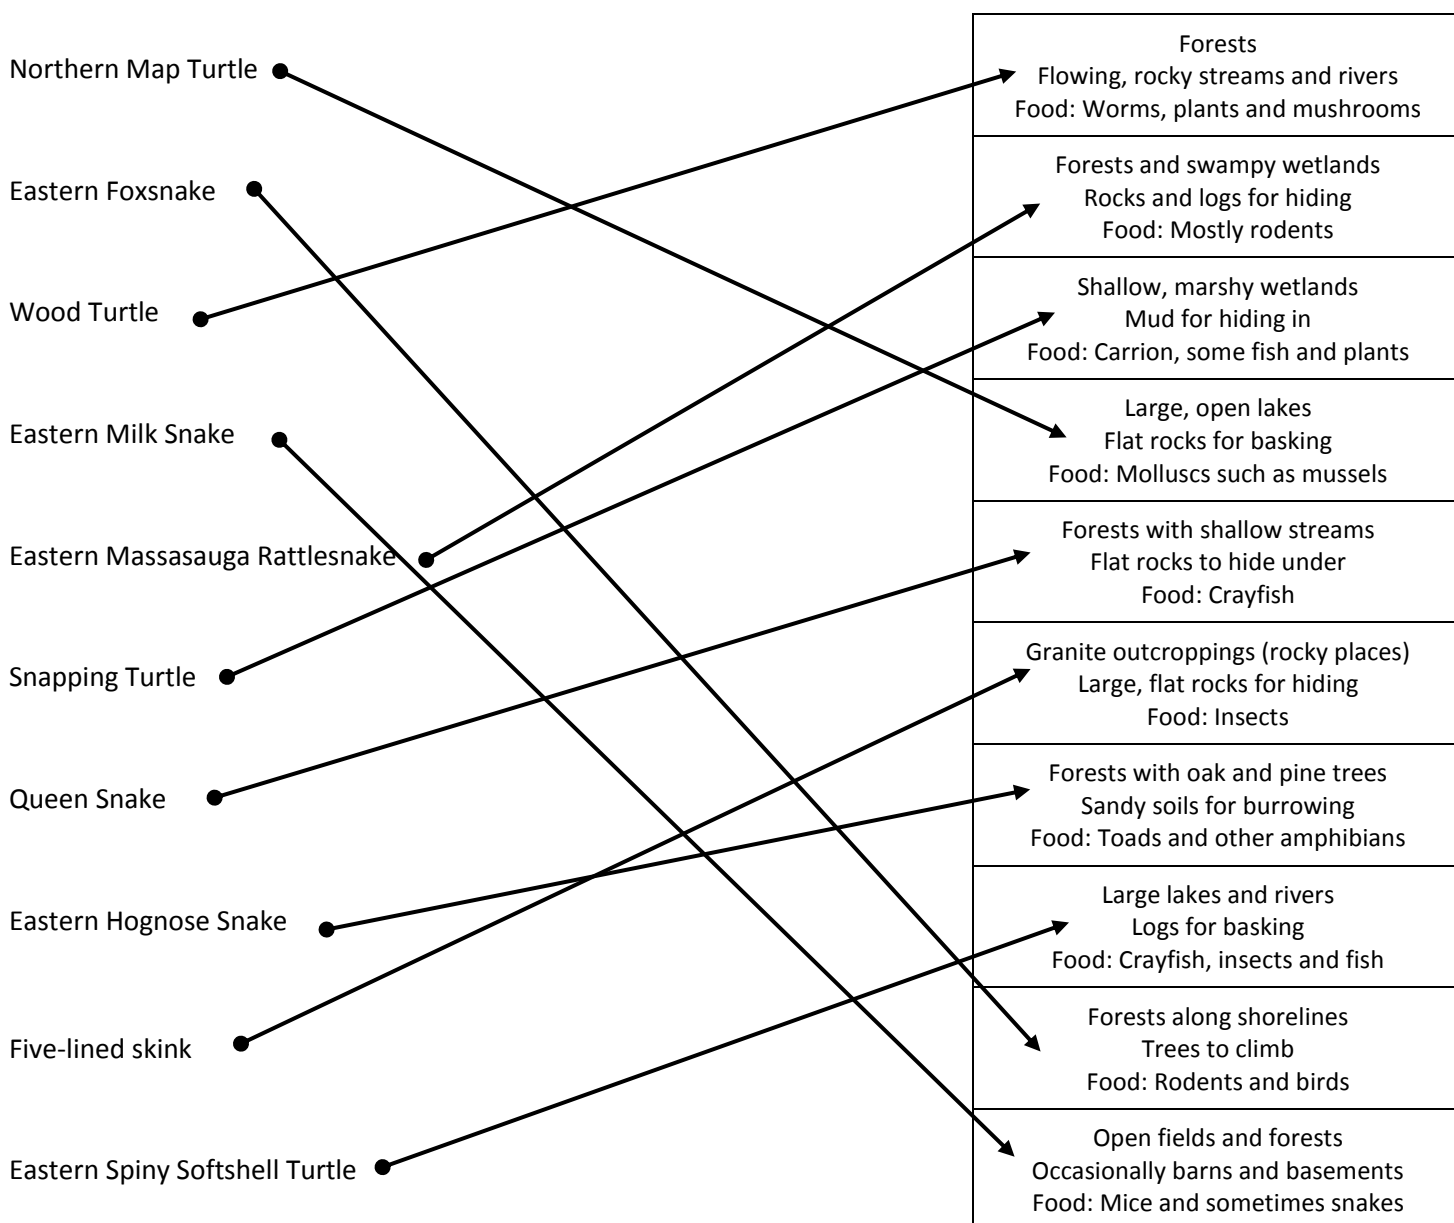 Northern Map Turtle
Eastern Foxsnake
Wood Turtle
Eastern Milk Snake
Eastern Massasauga Rattlesnake
Snapping Turtle
Queen Snake
Eastern Hognose Snake
Five-lined skink
Eastern Spiny Softshell Turtle
Forests
Flowing, rocky streams and rivers
Food: Worms, plants and mushrooms
Forests and swampy wetlands
Rocks and logs for hiding
Food: Mostly rodents
Shallow, marshy wetlands
Mud for hiding in
Food: Carrion, some fish and plants
Large, open lakes
Flat rocks for basking
Food: Molluscs such as mussels
Forests with shallow streams
Flat rocks to hide under
Food: Crayfish
Granite outcroppings (rocky places)
Large, flat rocks for hiding
Food: Insects
Forests with oak and pine trees
Sandy soils for burrowing
Food: Toads and other amphibians
Large lakes and rivers
Logs for basking
Food: Crayfish, insects and fish
Forests along shorelines
Trees to climb
Food: Rodents and birds
Open fields and forests
Occasionally barns and basements
Food: Mice and sometimes snakes